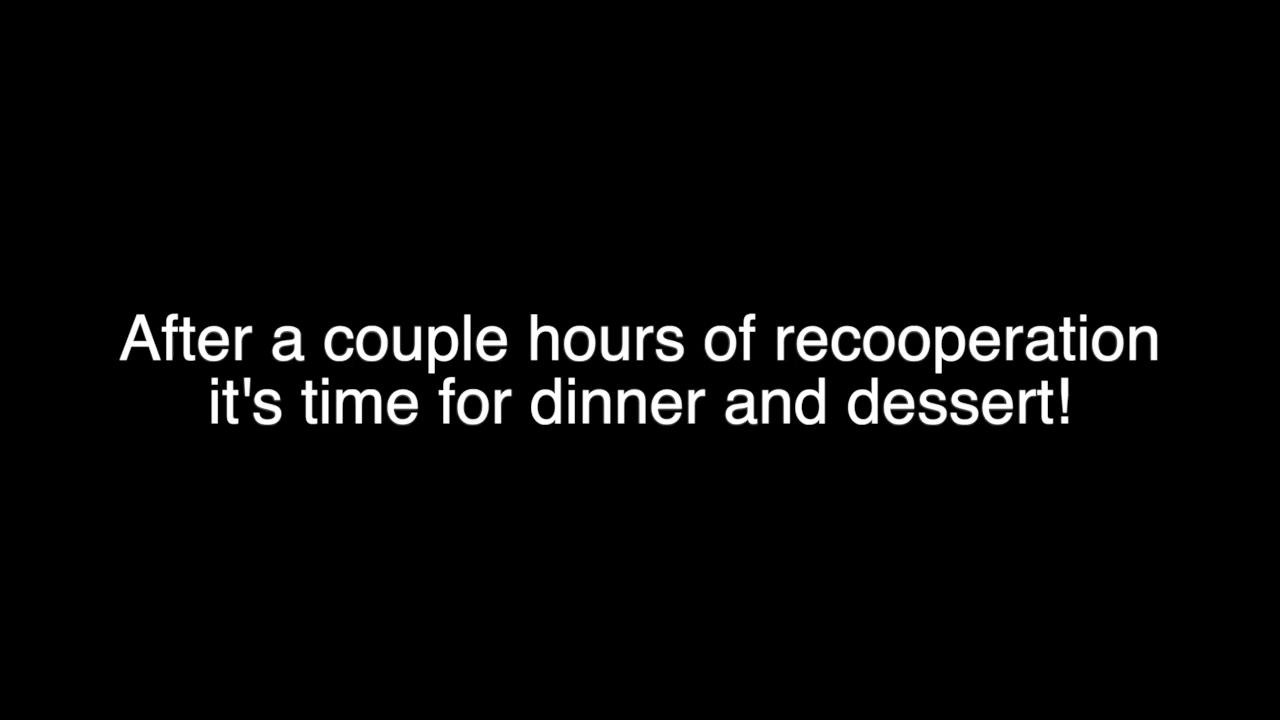 After a couple hours of recooperation
it's time for dinner and dessert!